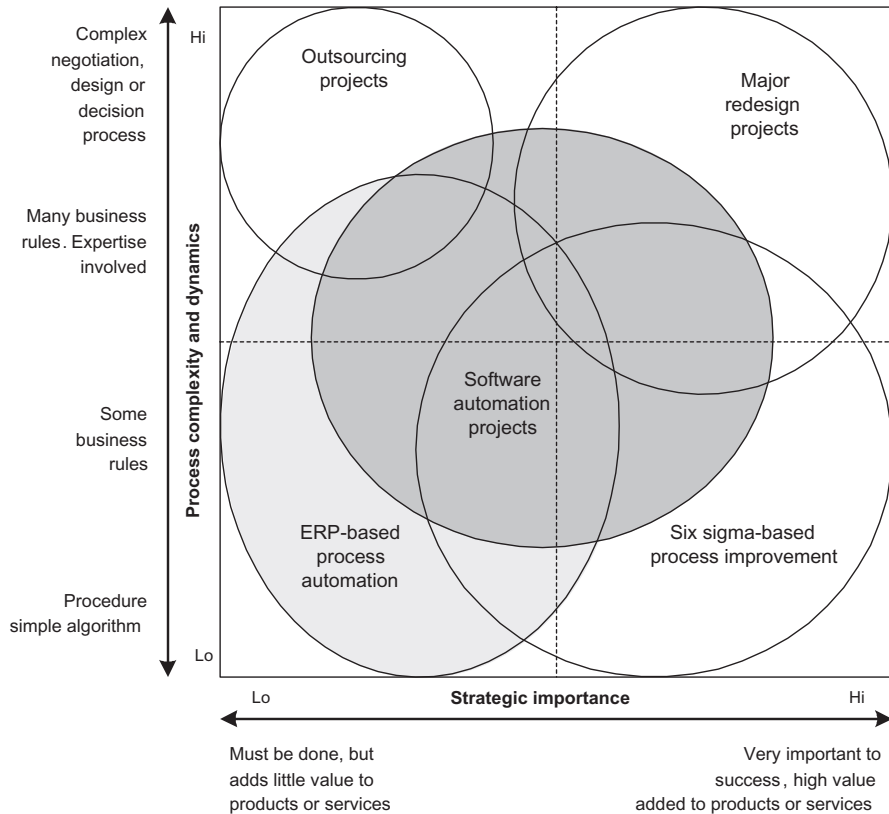 Complex
negotiation,
design or
decision
process
Hi
Outsourcing
projects
Major
redesign
projects
Many business
rules. Expertise
involved
Process complexity and dynamics
Software
automation
projects
Some
business
rules
ERP-based
process
automation
Six sigma-based
process improvement
Procedure
simple algorithm
Lo
Lo
Strategic importance
Hi
Must be done, but
adds little value to
products or services
Very important to
success, high value
added to products or services